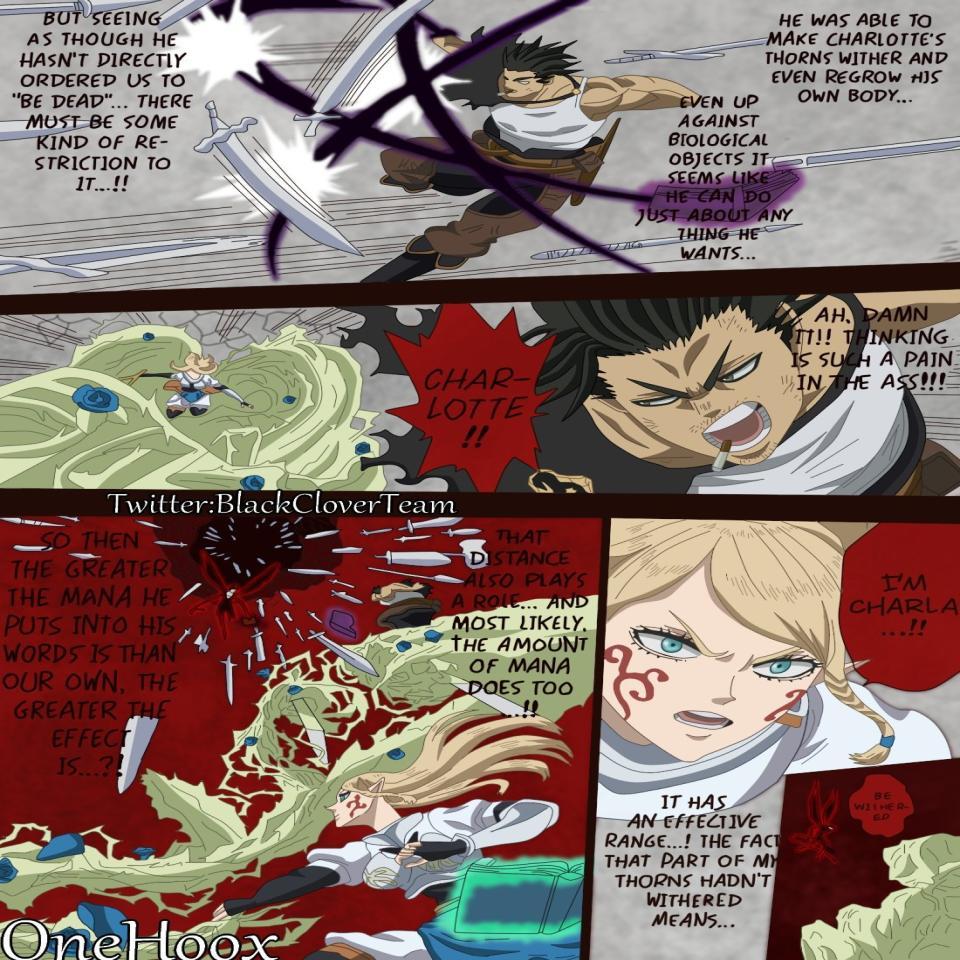 BUT SEEING
AS THOUGH HE
HASN'T DIRECTLY
ORDERED US TO
"BE DEAD"... THERE
MUST BE SOME
KIND OF RE-
STRICTION TO
IT...!!
HE WAS ABLE TO
MAKE CHARLOTTE'S
THORNS WITHER AND
EVEN REGROW HIS
OWN BODY...
EVEN UP
AGAINST
BIOLOGICAL
OBJECTS IT
SEEMS LIKE
HE CAN DO
JUST ABOUT ANY
THING HE
WANTS...
CHAR-
LOTTE
!!
AH, DAMN
IT!! THINKING
IS SUCH A PAIN
IN THE ASS!!!
Twitter:BlackCloverTeam
SO THEN
THE GREATER
THE MANA HE
PUTS INTO HIS
WORDS IS THAN
OUR OWN, THE
GREATER THE
EFFECT
IS...?!
THAT
DISTANCE
ALSO PLAYS
A ROLE... AND
MOST LIKELY,
THE AMOUNT
OF MANA
DOES TOO
...!!
I'M
CHARLA
...!!
IT HAS
AN EFFECTIVE
RANGE...! THE FACT
THAT PART OF MY
THORNS HADN'T
WITHERED
MEANS...
BE
WITHER-
ED
OneHoox